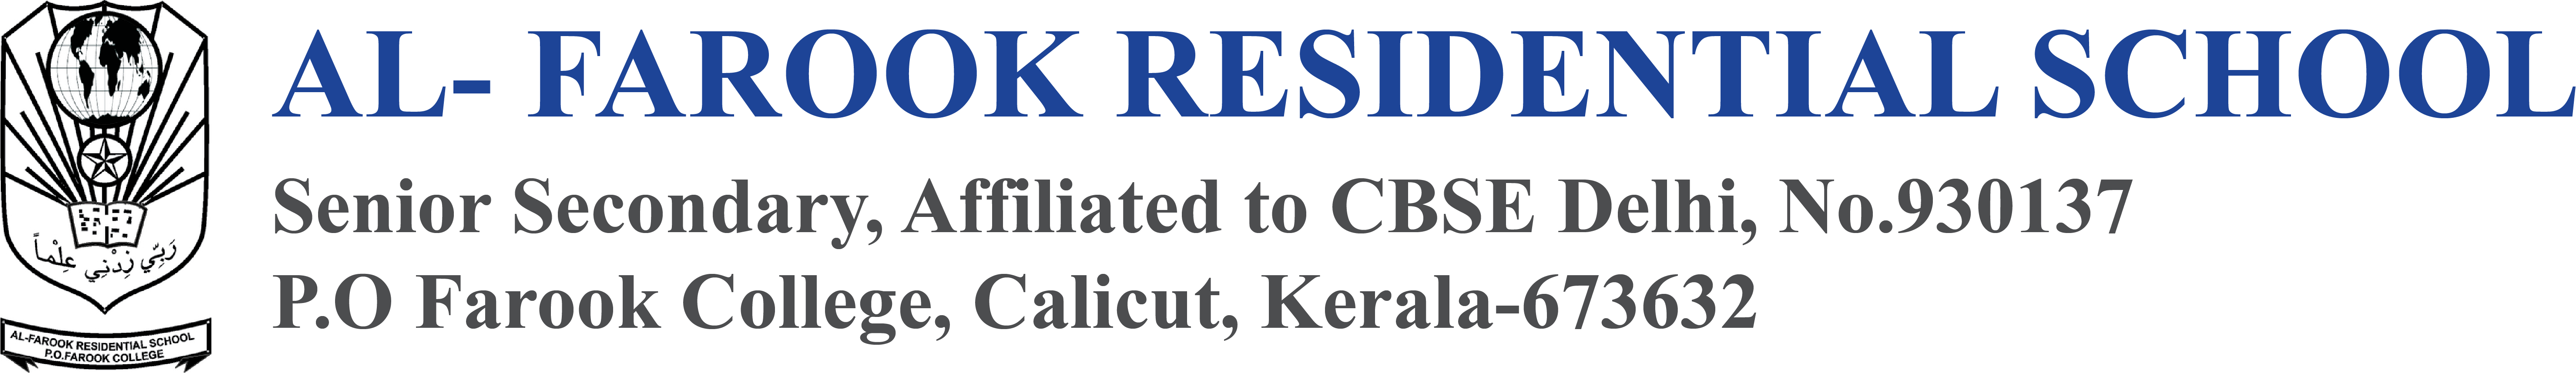 AL- FAROOK RESIDENTIAL SCHOOL
Senior Secondary, Affiliated to CBSE Delhi, No.930137
P.O Farook College, Calicut, Kerala-673632
رَبِّي زِدْنِي عِلْمَاً
AL-FAROOK RESIDENTIAL SCHOOL
P.O.FAROOK COLLEGE